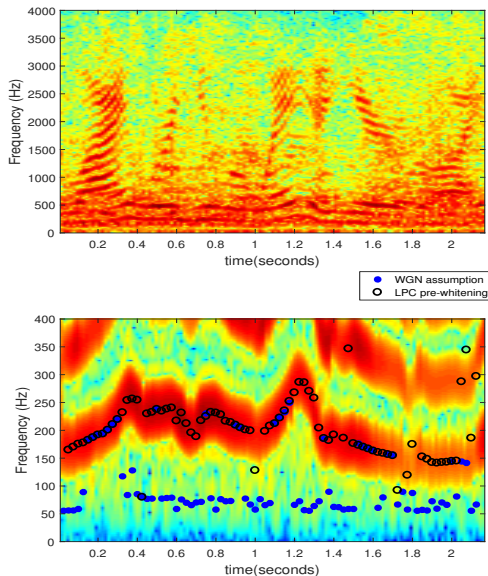 4000
3500
3000
2500
2000
1500
1000
500
0
Frequency (Hz)
0.2 0.4 0.6 0.8 1 1.2 1.4 1.6 1.8 2
time(seconds)
WGN assumption
LPC pre-whitening
400
350
300
250
200
150
100
50
0
Frequency (Hz)
0.2 0.4 0.6 0.8 1 1.2 1.4 1.6 1.8 2
time(seconds)